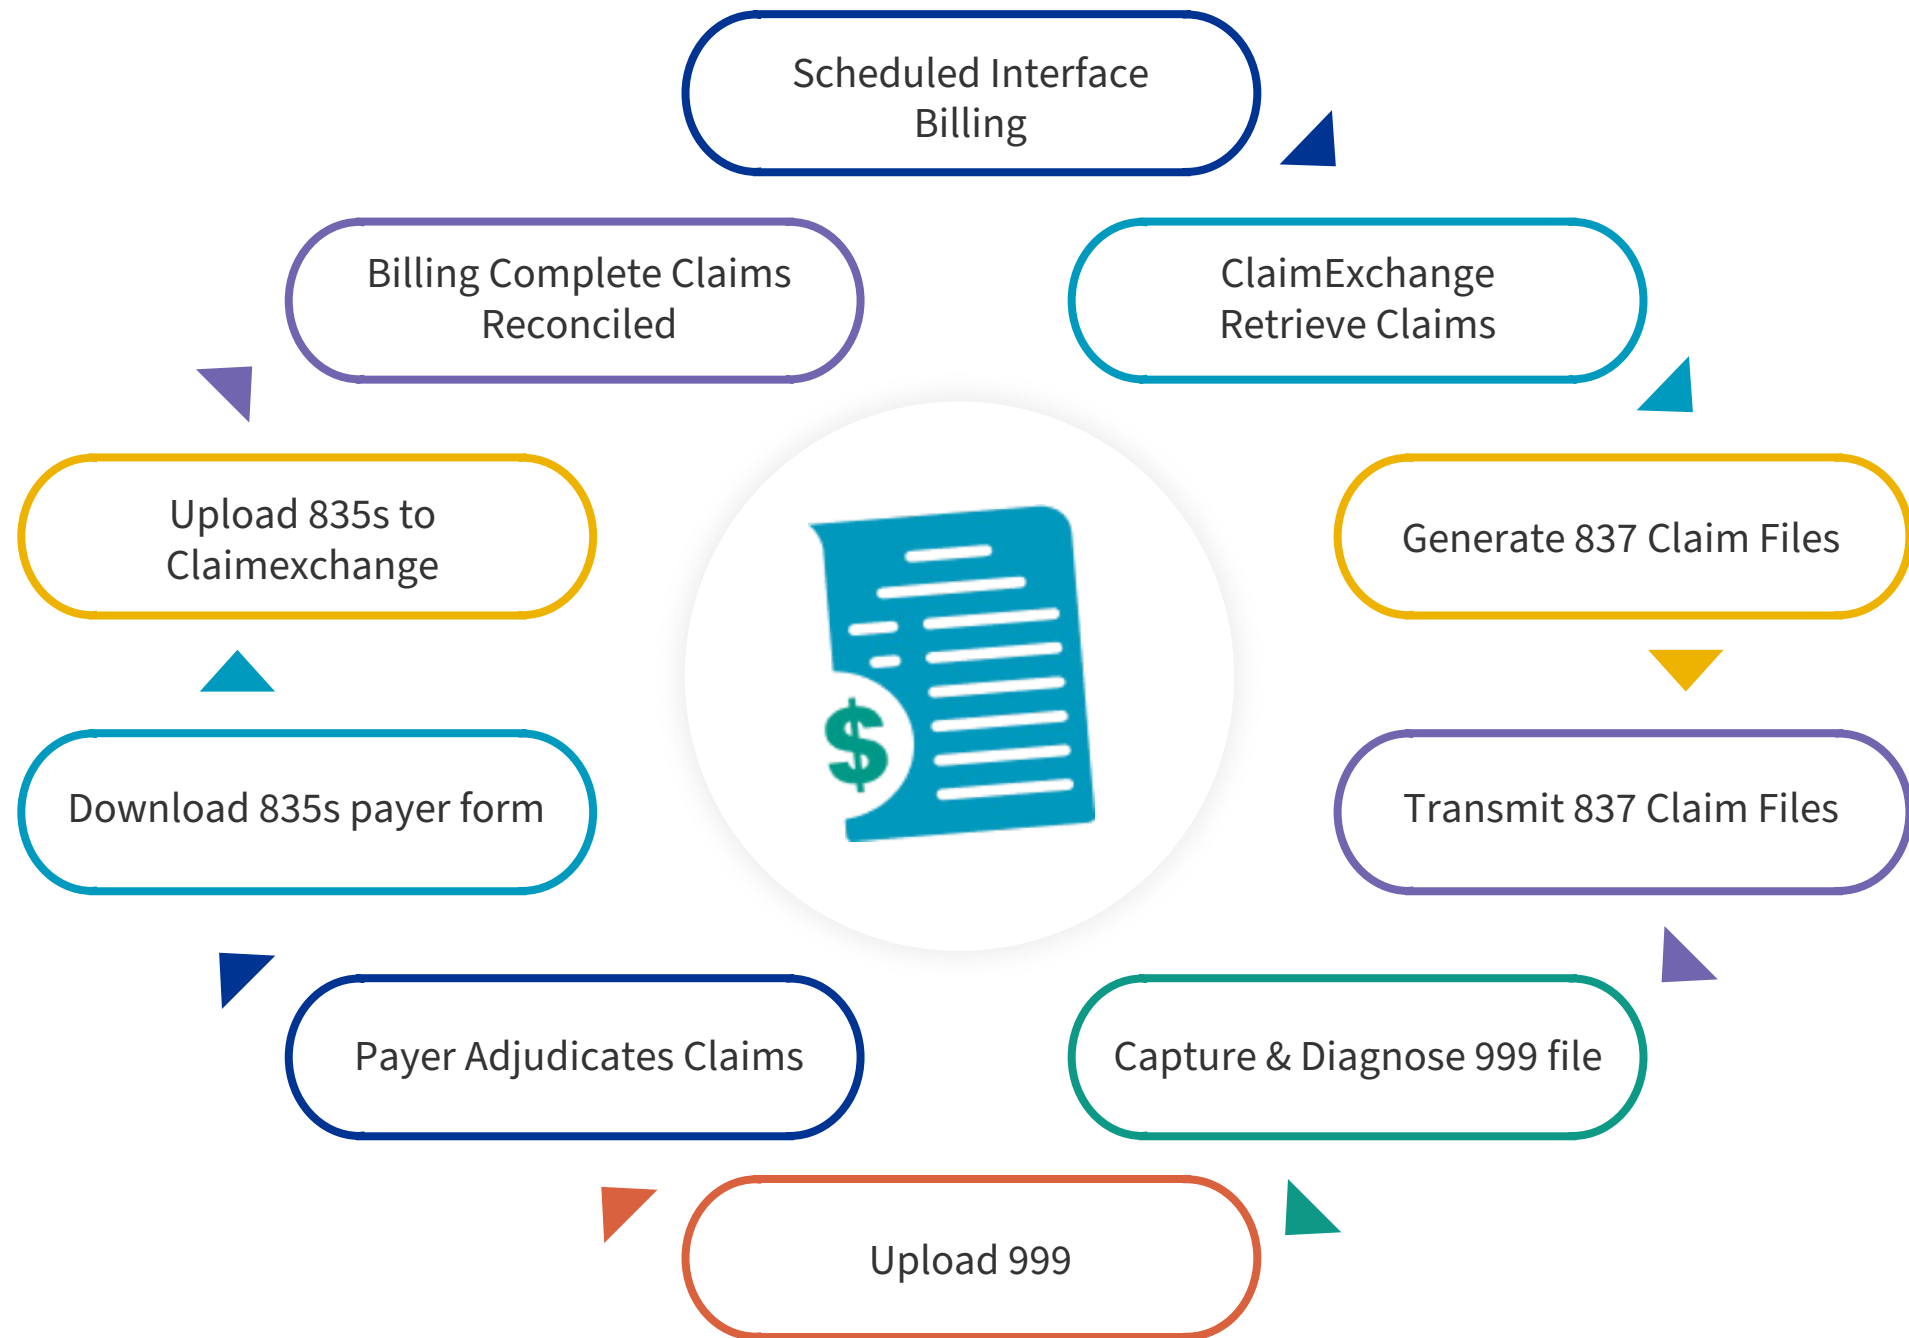 Scheduled Interface
Billing
Billing Complete Claims
Reconciled
ClaimExchange
Retrieve Claims
Upload 835s to
Claimexchange
Generate 837 Claim Files
$
Download 835s payer form
Transmit 837 Claim Files
Payer Adjudicates Claims
Capture & Diagnose 999 file
Upload 999